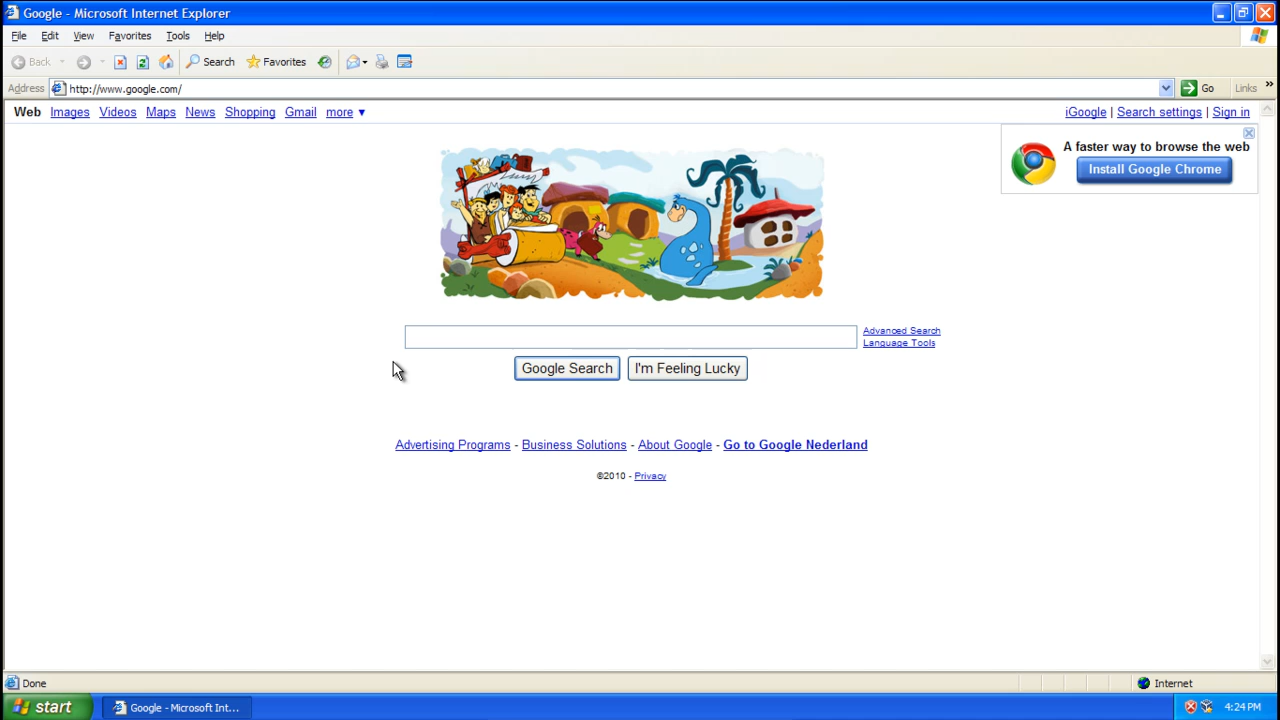 Google - Microsoft Internet Explorer
File Edit View Favorites Tools Help
Back Search Favorites
Address http://www.google.com/ Go Links »
Web Images Videos Maps News Shopping Gmail more ▼ iGoogle | Search settings | Sign in
A faster way to browse the web
Install Google Chrome
Advanced Search
Language Tools
Google Search I'm Feeling Lucky
Advertising Programs - Business Solutions - About Google - Go to Google Nederland
©2010 - Privacy
Done Internet
start Google - Microsoft Int... 4:24 PM